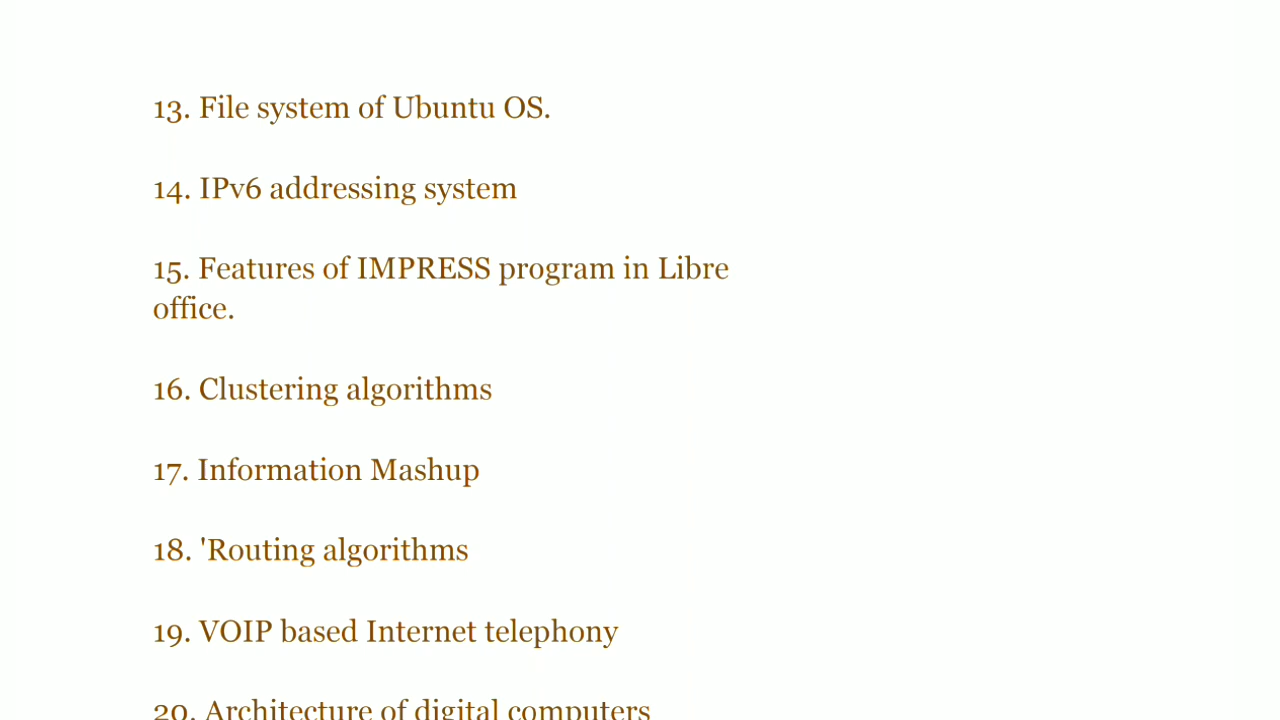 13. File system of Ubuntu OS.
14. IPv6 addressing system
15. Features of IMPRESS program in Libre
office.
16. Clustering algorithms
17. Information Mashup
18. 'Routing algorithms
19. VOIP based Internet telephony
20. Architecture of digital computers